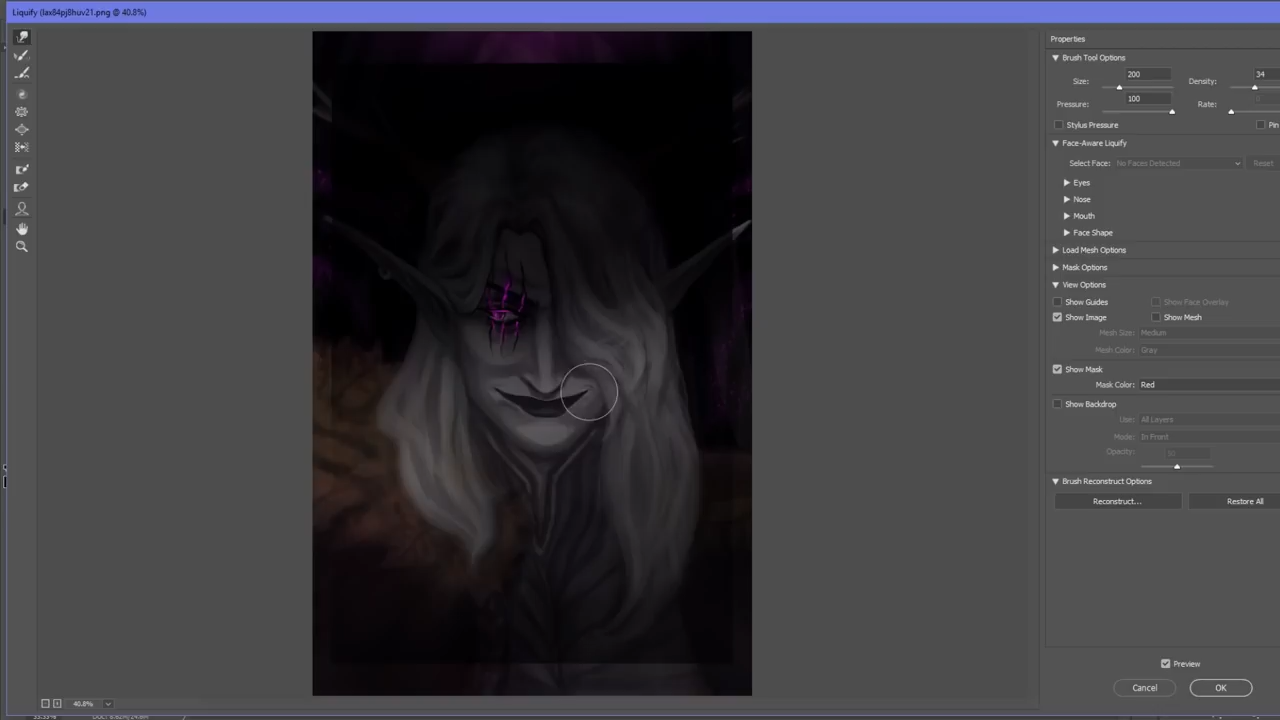 Liquify (lax84pj8huv21.png @ 40.8%)
Properties
Brush Tool Options
Size: 200 Density: 34
Pressure: 100 Rate:
Stylus Pressure Pin
Face-Aware Liquify
Select Face: No Faces Detected Reset
Eyes
Nose
Mouth
Face Shape
Load Mesh Options
Mask Options
View Options
Show Guides Show Face Overlay
Show Image Show Mesh
Mesh Size: Medium
Mesh Color: Gray
Show Mask
Mask Color: Red
Show Backdrop
Use: All Layers
Mode: In Front
Opacity: 50
Brush Reconstruct Options
Reconstruct... Restore All
Preview
Cancel OK
40.8%